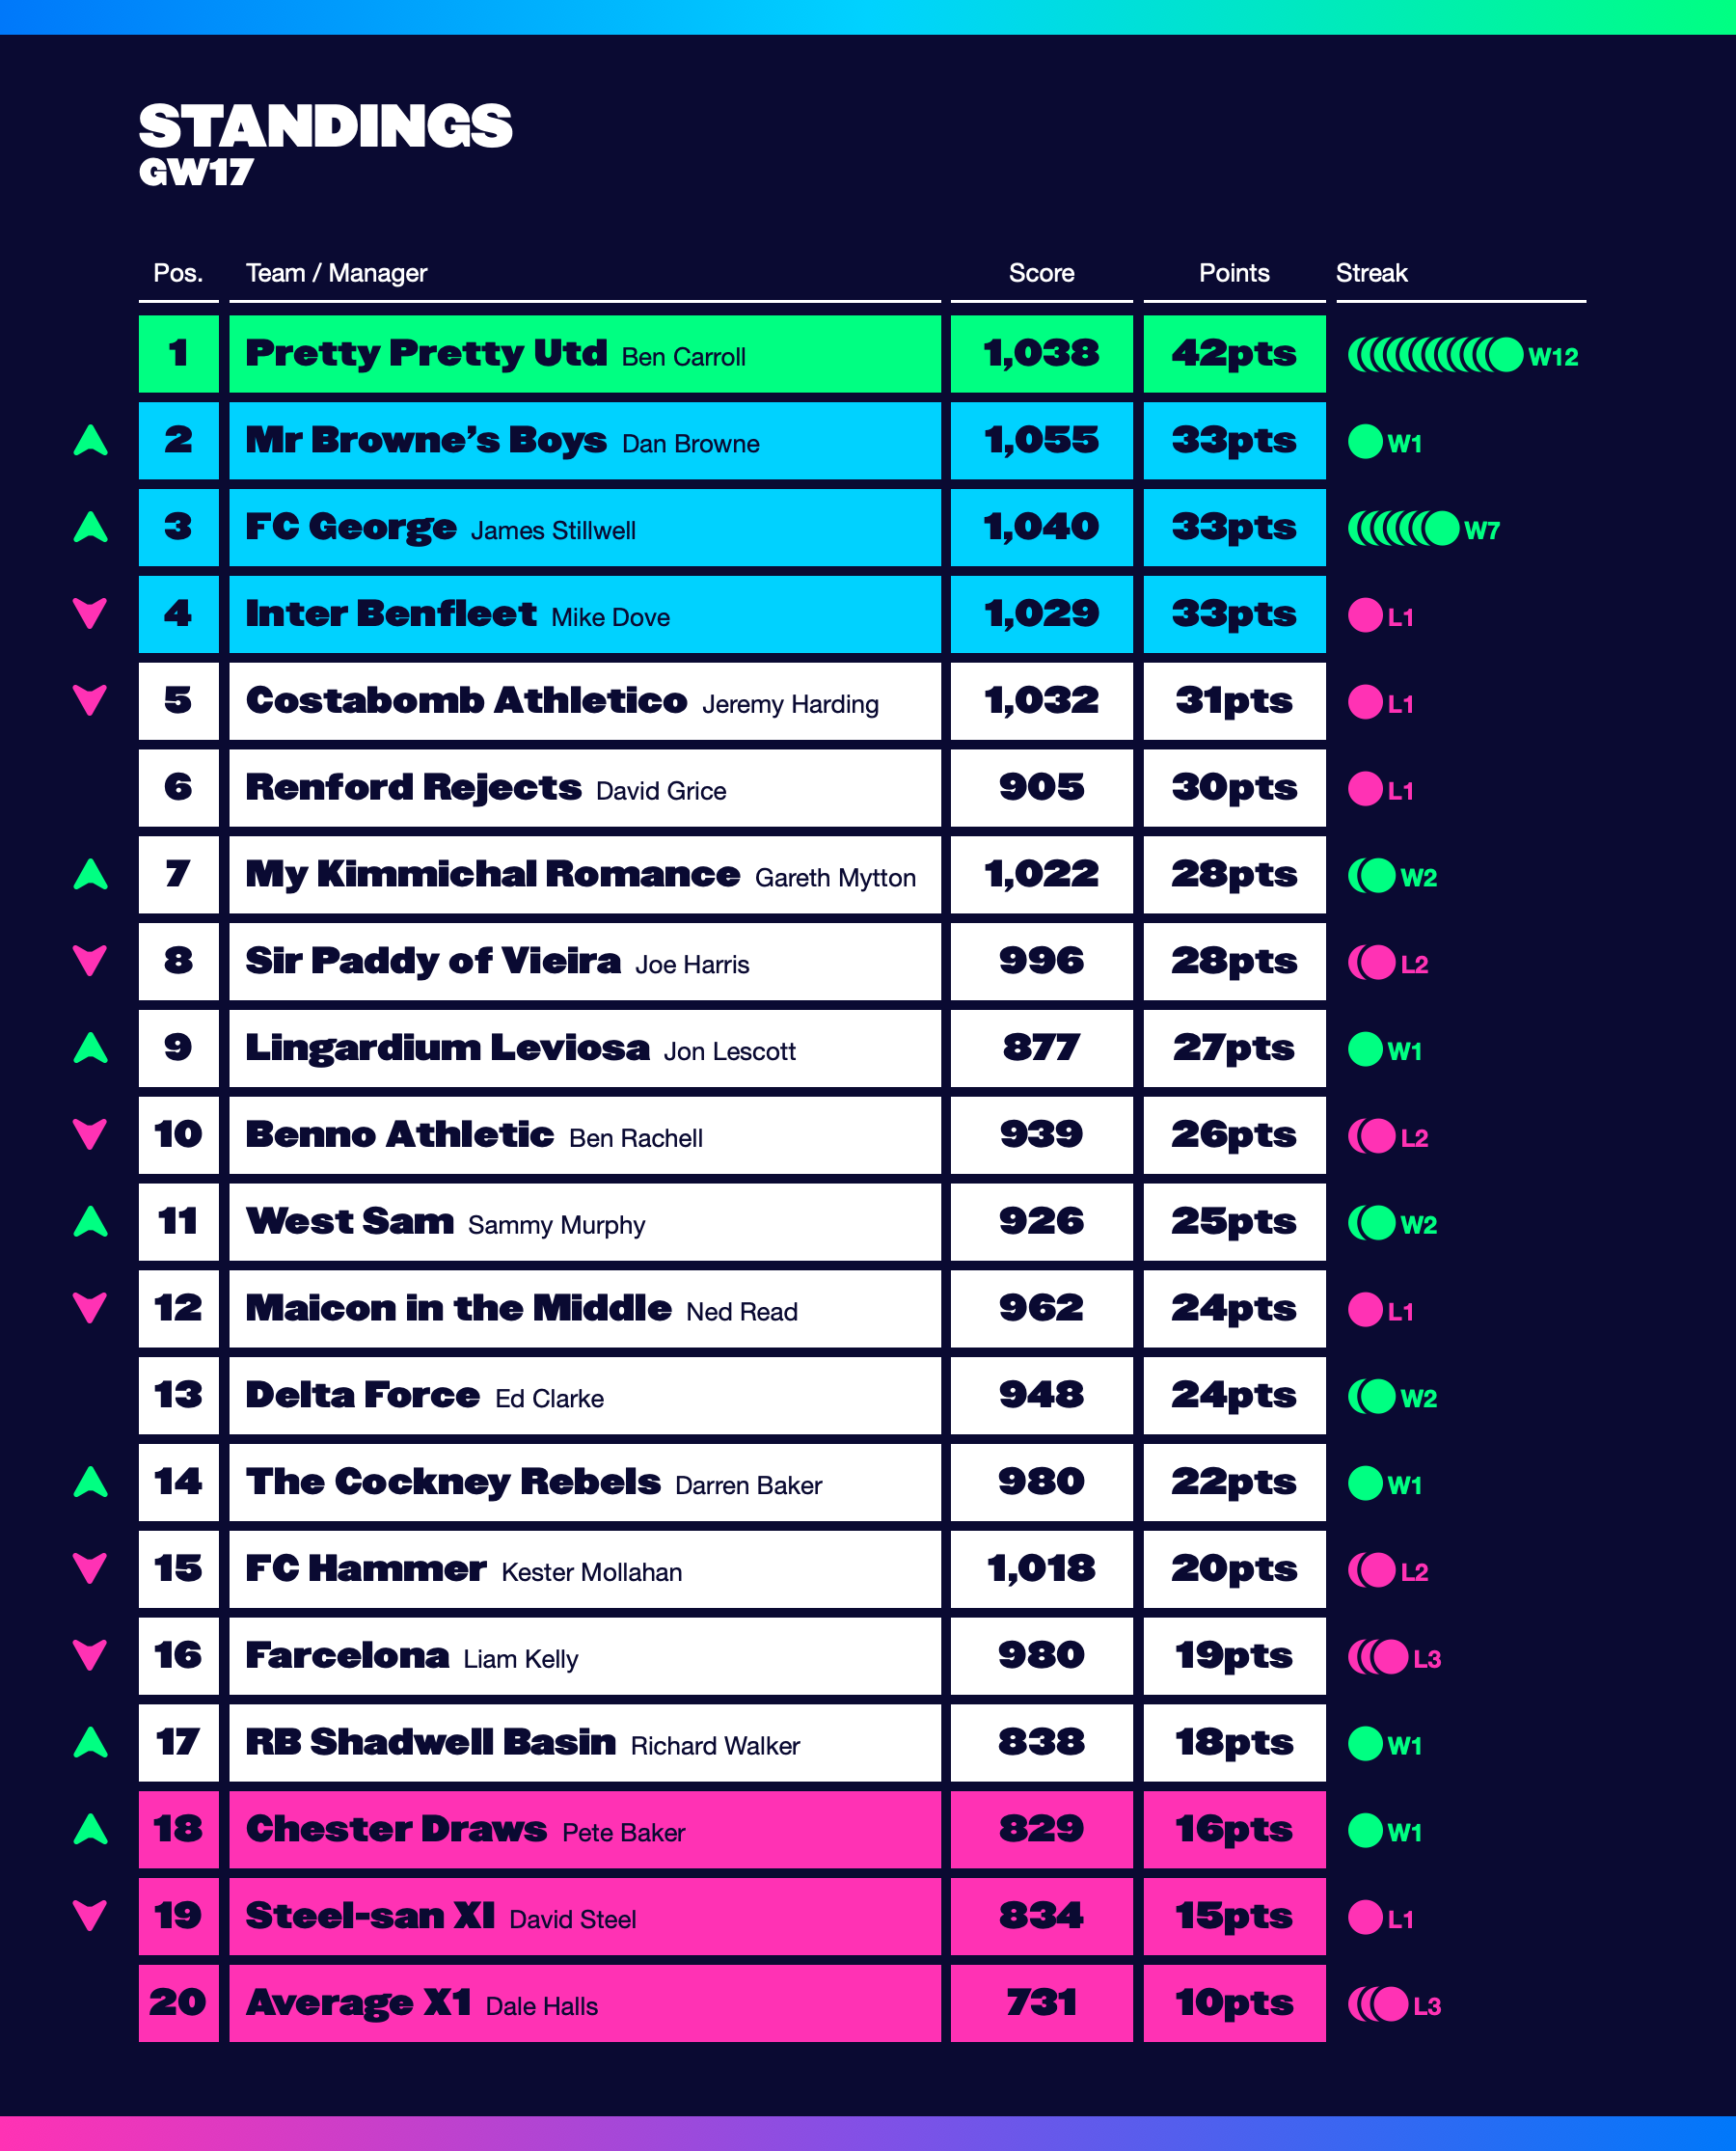 STANDINGS
GW17
Pos. Team / Manager Score Points Streak
1 Pretty Pretty Utd Ben Carroll 1,038 42pts W12
2 Mr Browne’s Boys Dan Browne 1,055 33pts W1
3 FC George James Stillwell 1,040 33pts W7
4 Inter Benfleet Mike Dove 1,029 33pts L1
5 Costabomb Athletico Jeremy Harding 1,032 31pts L1
6 Renford Rejects David Grice 905 30pts L1
7 My Kimmichal Romance Gareth Mytton 1,022 28pts W2
8 Sir Paddy of Vieira Joe Harris 996 28pts L2
9 Lingardium Leviosa Jon Lescott 877 27pts W1
10 Benno Athletic Ben Rachell 939 26pts L2
11 West Sam Sammy Murphy 926 25pts W2
12 Maicon in the Middle Ned Read 962 24pts L1
13 Delta Force Ed Clarke 948 24pts W2
14 The Cockney Rebels Darren Baker 980 22pts W1
15 FC Hammer Kester Mollahan 1,018 20pts L2
16 Farcelona Liam Kelly 980 19pts L3
17 RB Shadwell Basin Richard Walker 838 18pts W1
18 Chester Draws Pete Baker 829 16pts W1
19 Steel-san XI David Steel 834 15pts L1
20 Average X1 Dale Halls 731 10pts L3